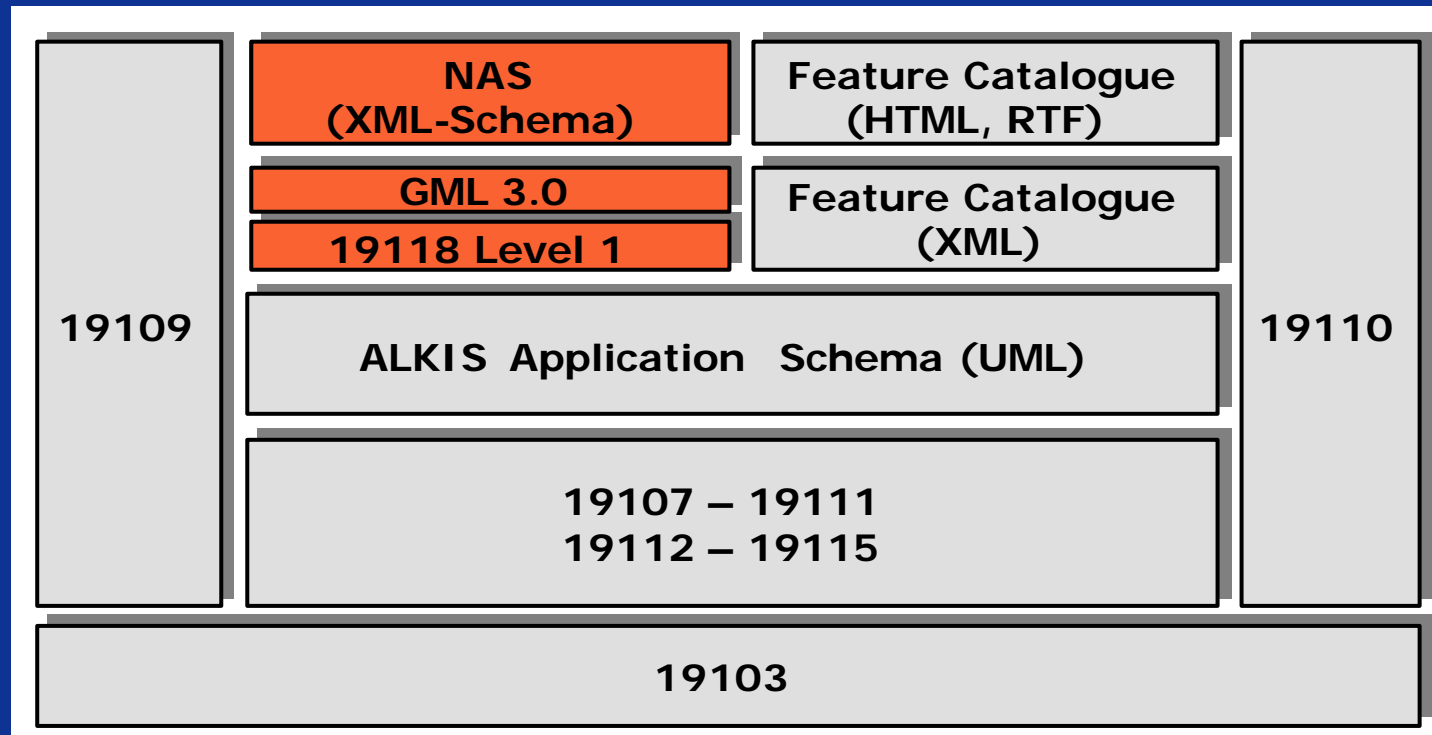 19109
NAS
(XML-Schema)
Feature Catalogue
(HTML, RTF)
GML 3.0
19118 Level 1
Feature Catalogue
(XML)
ALKIS Application Schema (UML)
19107 – 19111
19112 – 19115
19110
19103